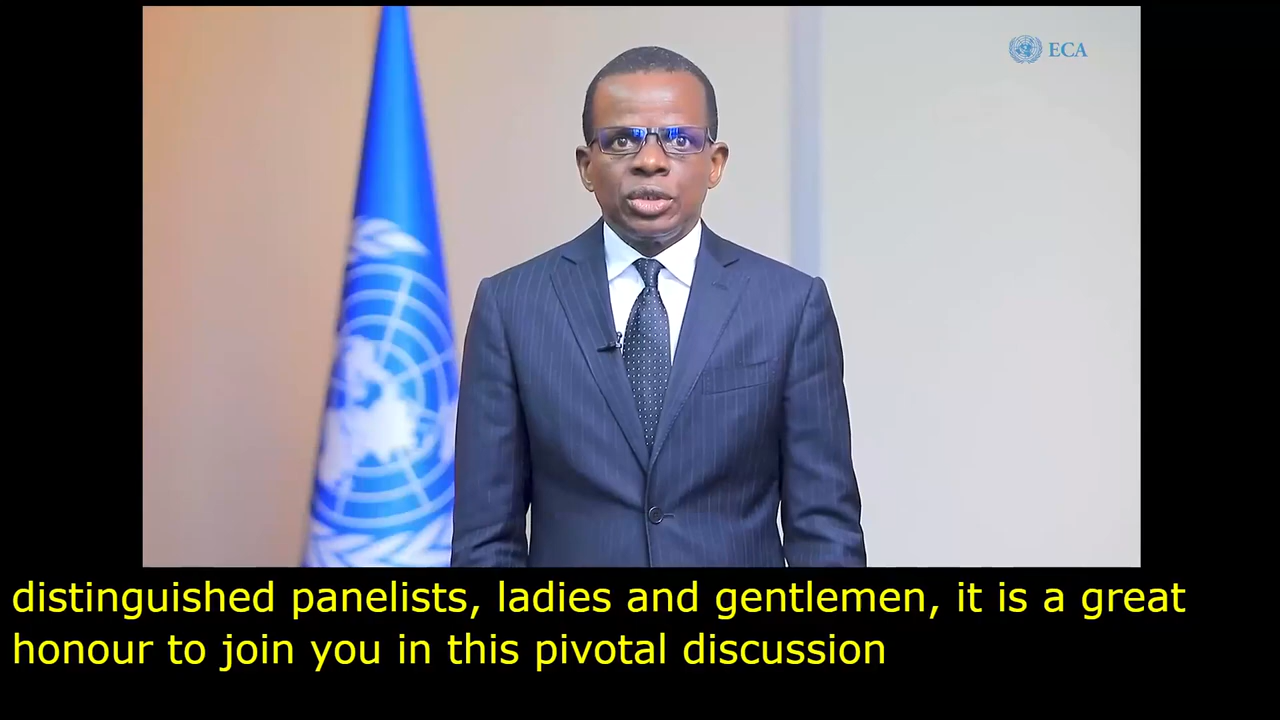 ECA
distinguished panelists, ladies and gentlemen, it is a great
honour to join you in this pivotal discussion